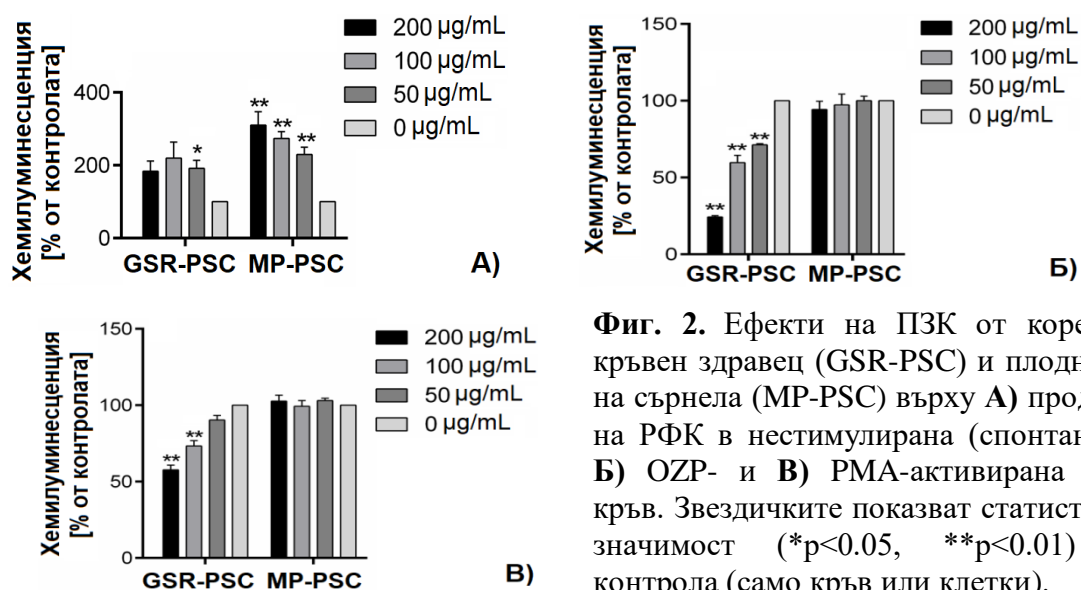 Хемилуминесценция
[% от контролата]
400
200
0
200 µg/mL
100 µg/mL
50 µg/mL
0 µg/mL
*
**
**
**
GSR-PSC MP-PSC
А)
Хемилуминесценция
[% от контролата]
150
100
50
0
200 µg/mL
100 µg/mL
50 µg/mL
0 µg/mL
**
**
**
GSR-PSC MP-PSC
Б)
Хемилуминесценция
[% от контролата]
150
100
50
0
200 µg/mL
100 µg/mL
50 µg/mL
0 µg/mL
**
**
GSR-PSC MP-PSC
В)
Фиг. 2. Ефекти на ПЗК от коре
кръвен здравец (GSR-PSC) и плодн
на сърнела (MP-PSC) върху А) прод
на РФК в нестимулирана (спонтан
Б) OZP- и В) PMA-активирана
кръв. Звездичките показват статист
значимост (*p<0.05, **p<0.01)
контрола (само кръв или клетки).